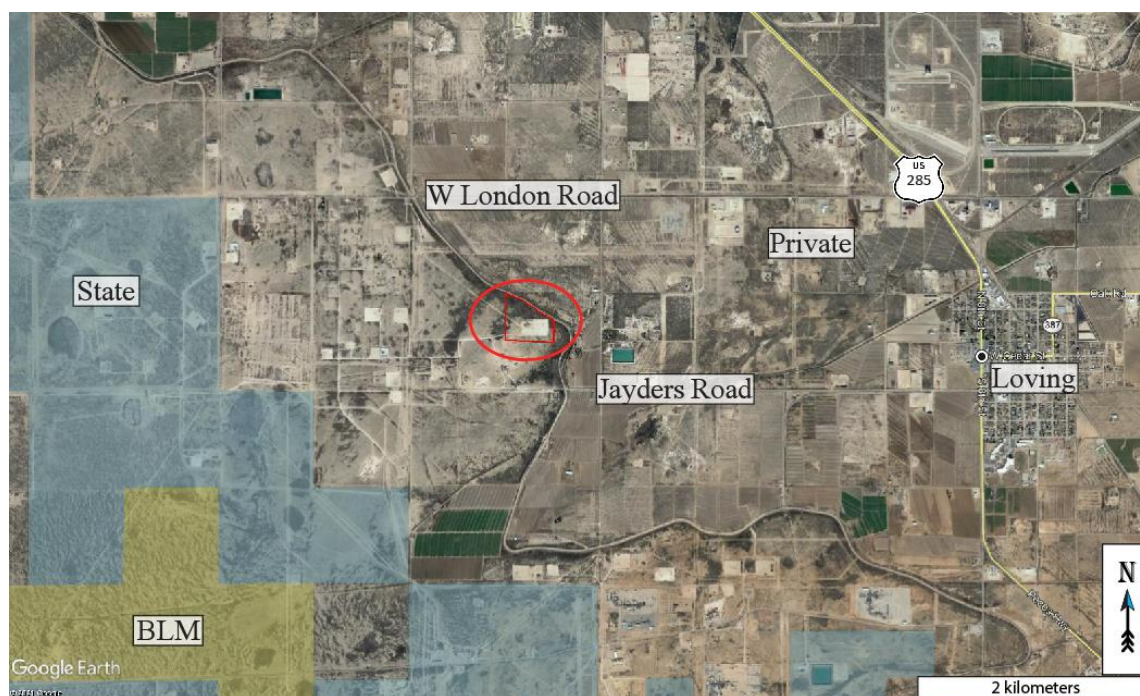 US
285
W London Road
Private
State
387
Loving
Jayders Road
BLM
N
Google Earth
2 kilometers